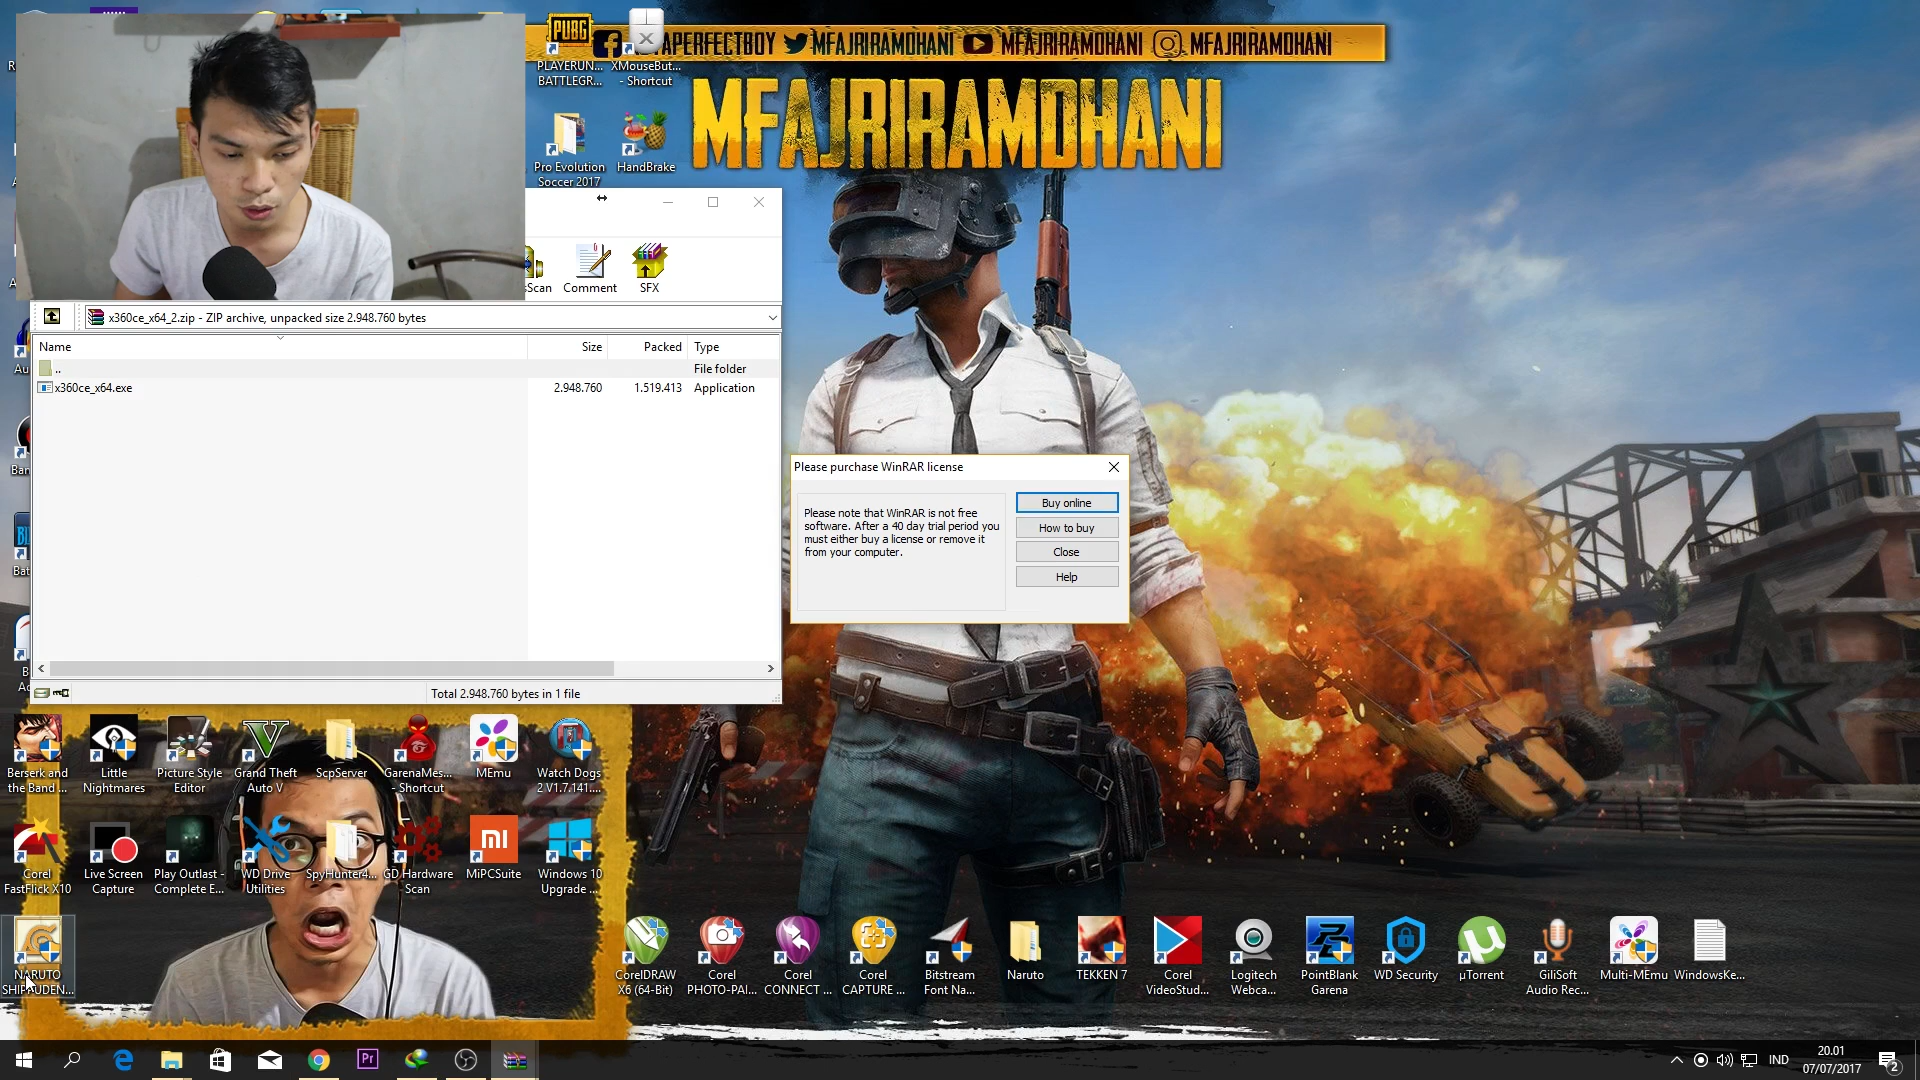 PUBG
APERFECTBOY MFAJRIRAMDHANI MFAJRIRAMDHANI MFAJRIRAMDHANI
MFAJRIRAMDHANI
PLAYERUN...
BATTLEGR...
XMouseBut...
- Shortcut
Pro Evolution
Soccer 2017
HandBrake
Scan
Comment
SFX
x360ce_x64_2.zip - ZIP archive, unpacked size 2.948.760 bytes
Name Size Packed Type
.. File folder
x360ce_x64.exe 2.948.760 1.519.413 Application
Total 2.948.760 bytes in 1 file
Please purchase WinRAR license
Please note that WinRAR is not free
software. After a 40 day trial period you
must either buy a license or remove it
from your computer.
Buy online
How to buy
Close
Help
Berserk and
the Band ...
Little
Nightmares
Picture Style
Editor
Grand Theft
Auto V
ScpServer
GarenaMes...
- Shortcut
MEmu
Watch Dogs
2 V1.7.141....
Corel
FastFlick X10
Live Screen
Capture
Play Outlast -
Complete E...
WD Drive
Utilities
SpyHunter4...
GD Hardware
Scan
MiPCSuite
Windows 10
Upgrade ...
NARUTO
SHIPPUDEN...
CorelDRAW
X6 (64-Bit)
Corel
PHOTO-PAI...
Corel
CONNECT ...
Corel
CAPTURE ...
Bitstream
Font Na...
Naruto
TEKKEN 7
Corel
VideoStud...
Logitech
Webca...
PointBlank
Garena
WD Security
µTorrent
GiliSoft
Audio Rec...
Multi-MEmu
WindowsKe...
Pr
IND
20.01
07/07/2017
2